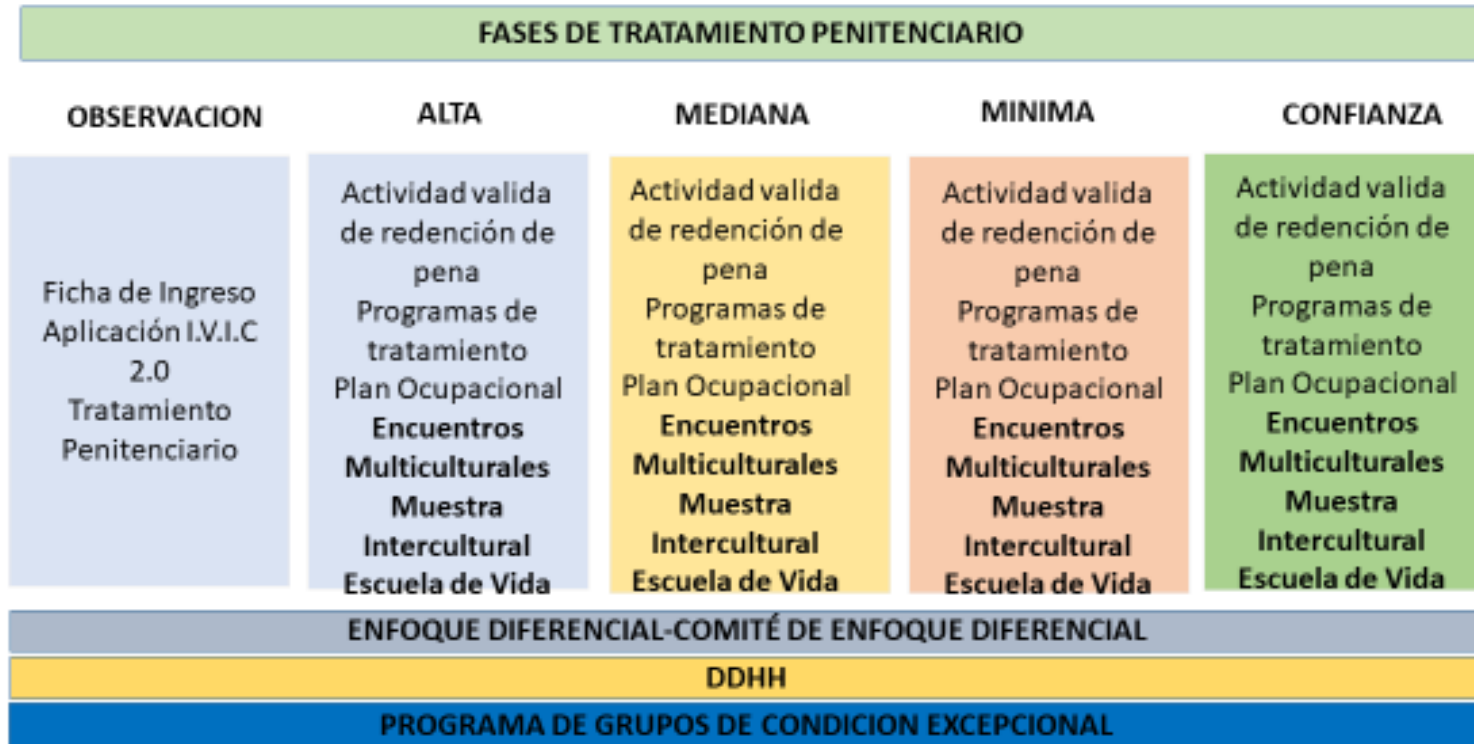 FASES DE TRATAMIENTO PENITENCIARIO
OBSERVACION
Ficha de Ingreso
Aplicación I.V.I.C
2.0
Tratamiento
Penitenciario
ALTA
Actividad valida
de redención de
pena
Programas de
tratamiento
Plan Ocupacional
Encuentros
Multiculturales
Muestra
Intercultural
Escuela de Vida
MEDIANA
Actividad valida
de redención de
pena
Programas de
tratamiento
Plan Ocupacional
Encuentros
Multiculturales
Muestra
Intercultural
Escuela de Vida
MINIMA
Actividad valida
de redención de
pena
Programas de
tratamiento
Plan Ocupacional
Encuentros
Multiculturales
Muestra
Intercultural
Escuela de Vida
CONFIANZA
Actividad valida
de redención de
pena
Programas de
tratamiento
Plan Ocupacional
Encuentros
Multiculturales
Muestra
Intercultural
Escuela de Vida
ENFOQUE DIFERENCIAL-COMITÉ DE ENFOQUE DIFERENCIAL
DDHH
PROGRAMA DE GRUPOS DE CONDICION EXCEPCIONAL